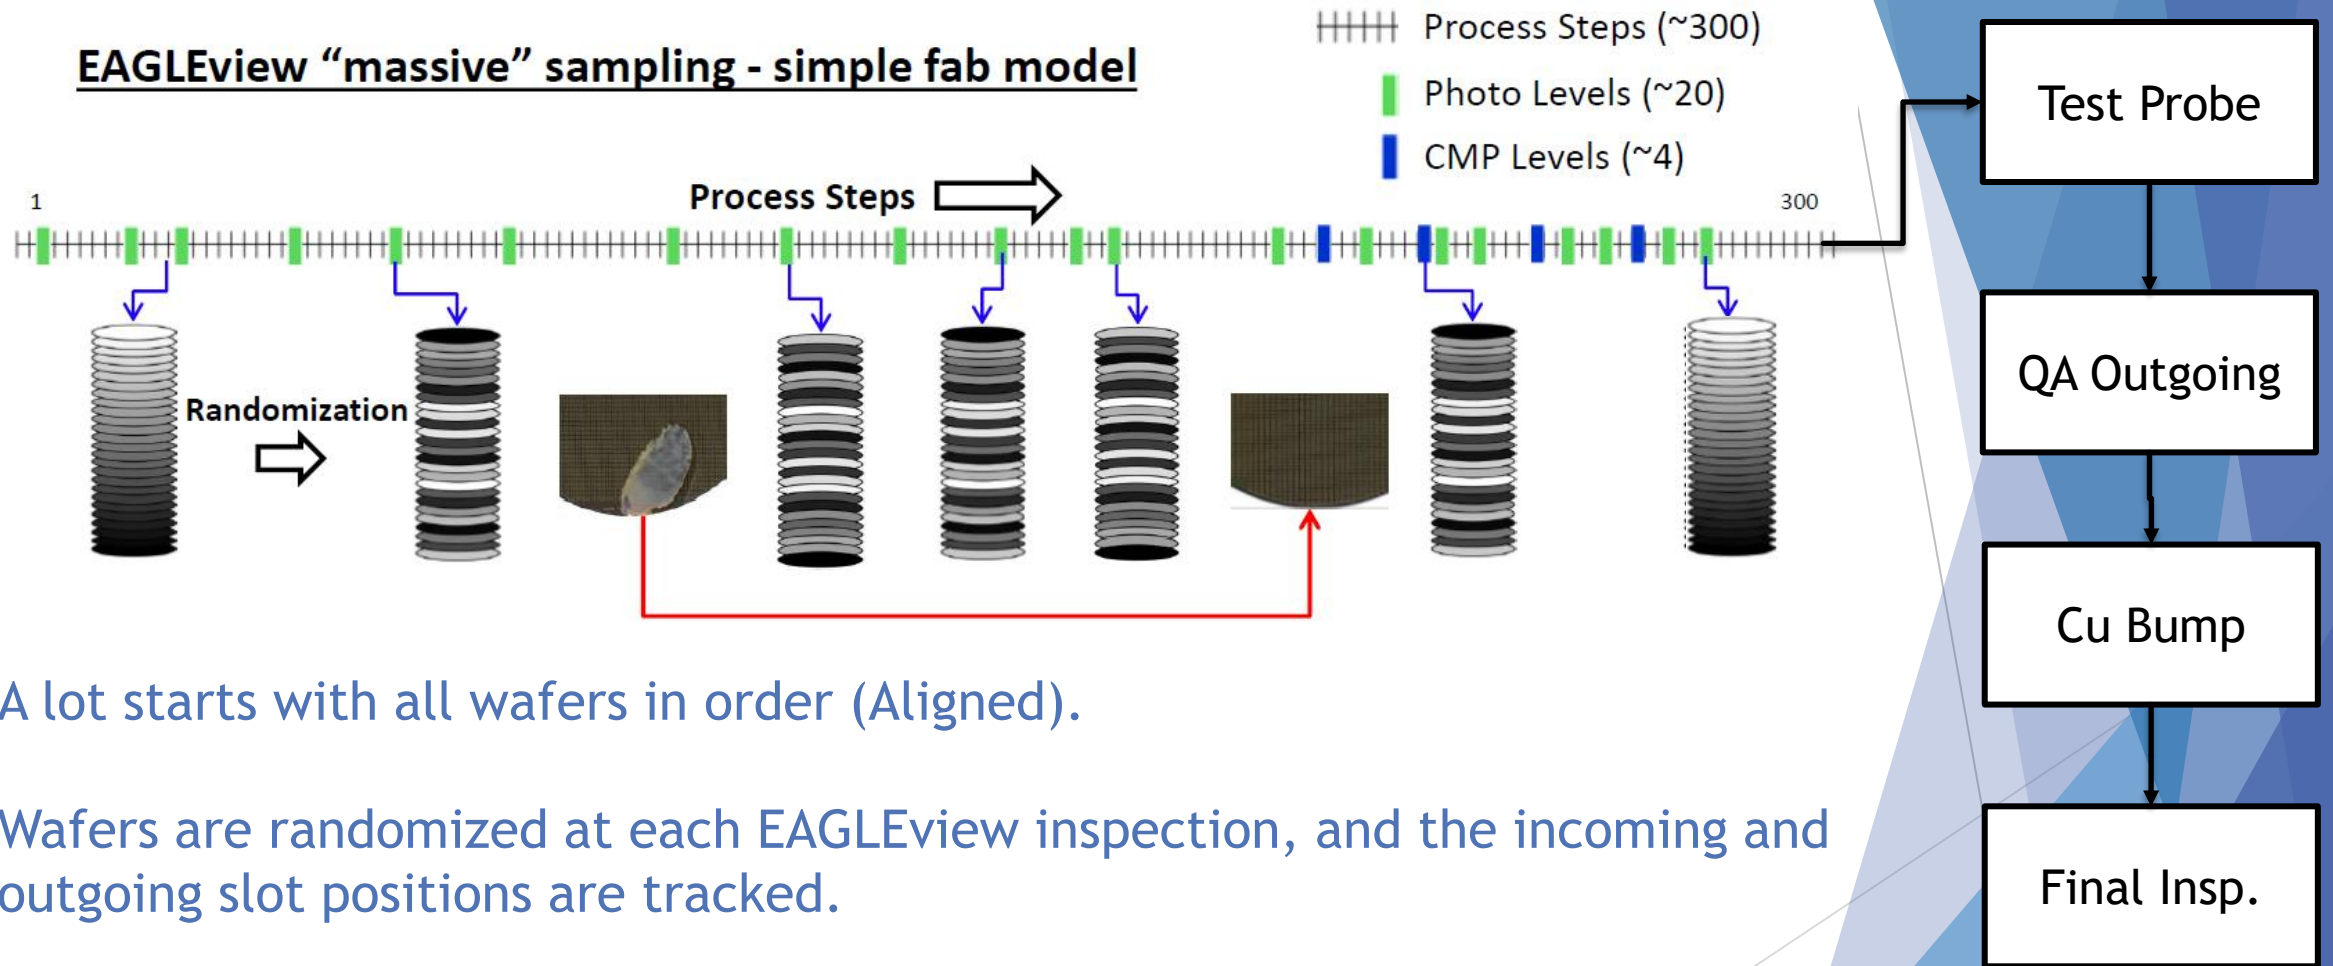 EAGLEview “massive” sampling - simple fab model
Process Steps (~300)
Photo Levels (~20)
CMP Levels (~4)
Process Steps
1
300
Randomization
A lot starts with all wafers in order (Aligned).
Wafers are randomized at each EAGLEview inspection, and the incoming and
outgoing slot positions are tracked.
Test Probe
QA Outgoing
Cu Bump
Final Insp.